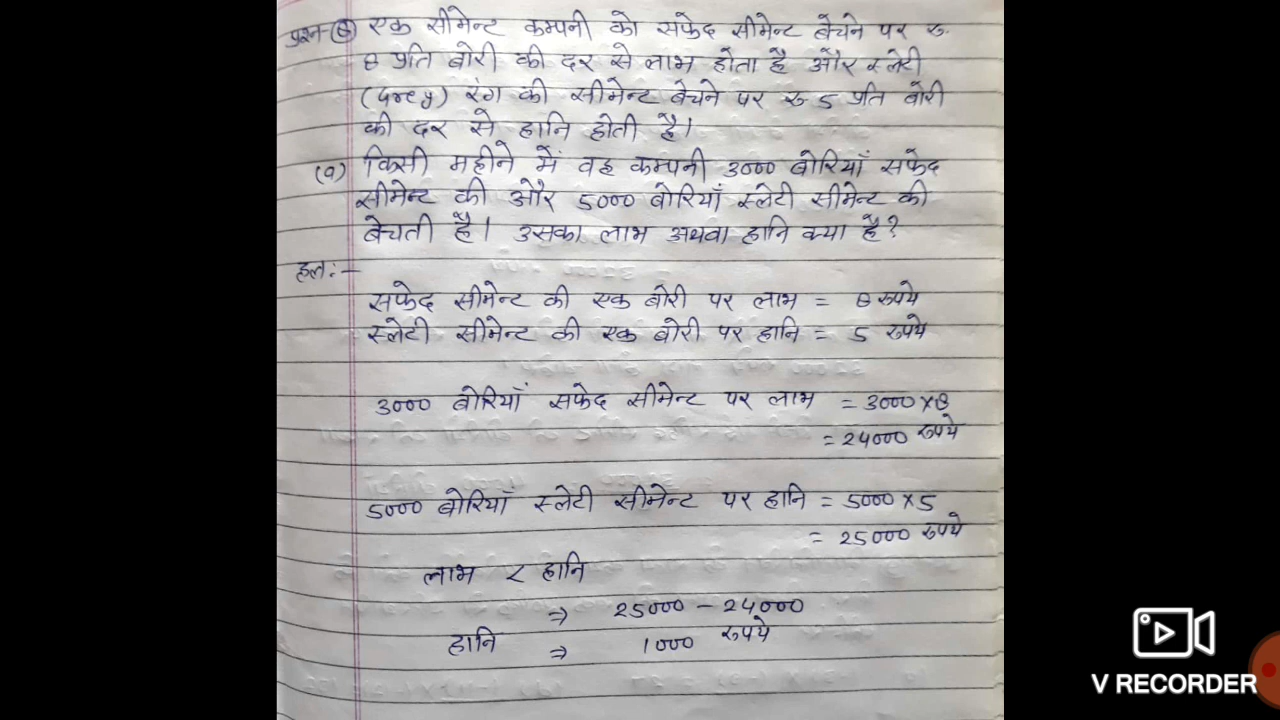 प्रश्न-⑧ एक सीमेन्ट कम्पनी को सफेद सीमेन्ट बेचने पर रु.
8 प्रति बोरी की दर से लाभ होता है और स्लेटी
(Grey) रंग की सीमेन्ट बेचने पर रु 5 प्रति बोरी
की दर से हानि होती है।
(a) किसी महीने में वह कम्पनी 3000 बोरियाँ सफेद
सीमेन्ट की और 5000 बोरियाँ स्लेटी सीमेन्ट की
बेचती है। उसका लाभ अथवा हानि क्या है?
हल:-
सफेद सीमेन्ट की एक बोरी पर लाभ = 8 रुपये
स्लेटी सीमेन्ट की एक बोरी पर हानि = 5 रुपये
3000 बोरियाँ सफेद सीमेन्ट पर लाभ = 3000 × 8
= 24000 रुपये
5000 बोरियाँ स्लेटी सीमेन्ट पर हानि = 5000 × 5
= 25000 रुपये
लाभ < हानि
⇒ 25000 - 24000
हानि ⇒ 1000 रुपये
V RECORDER